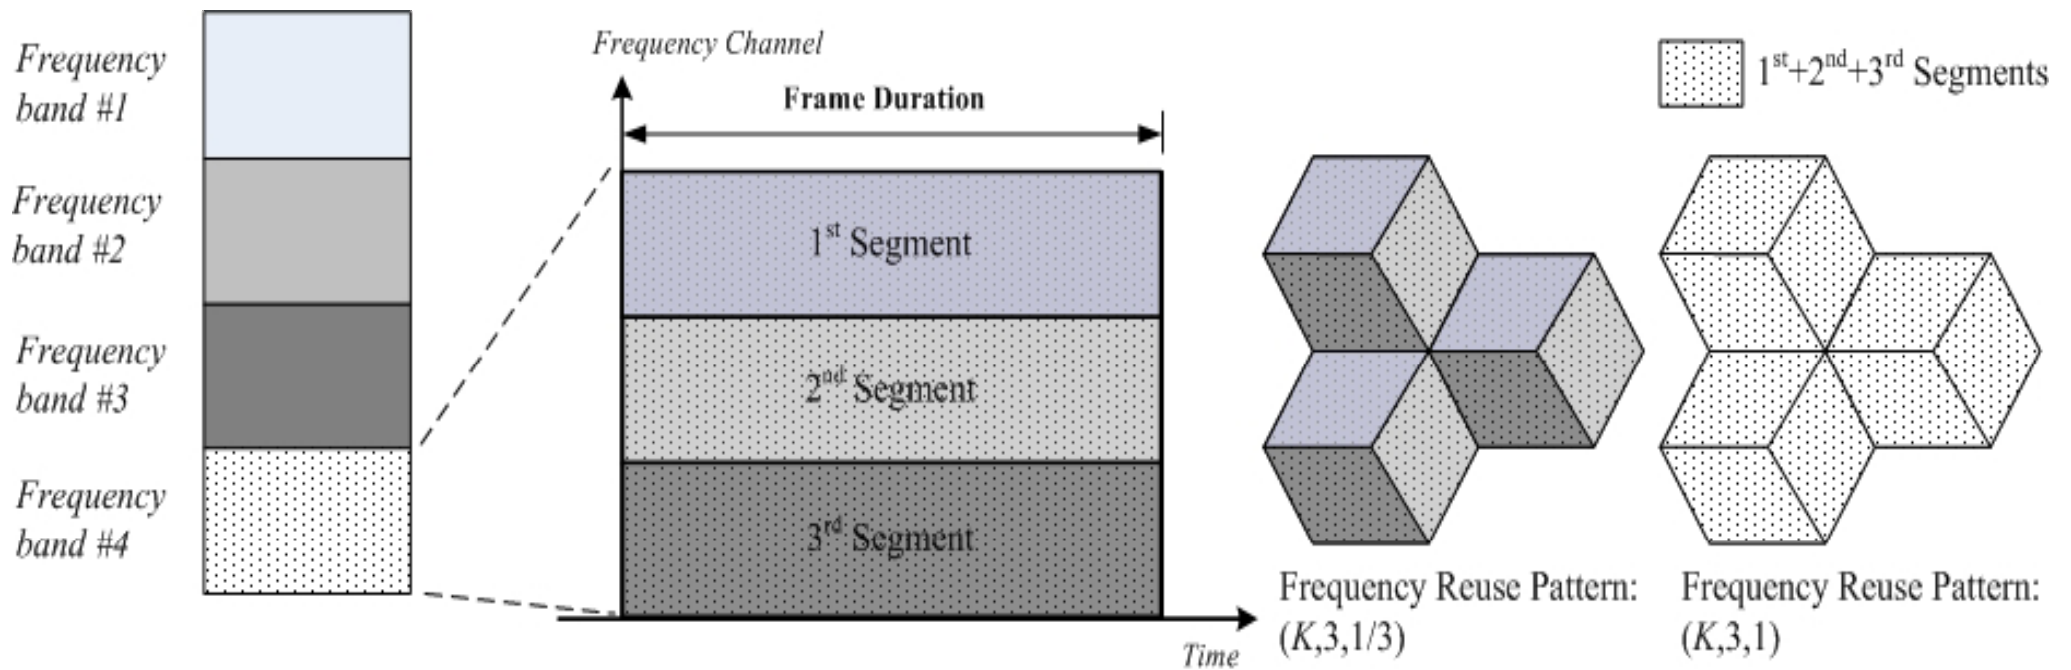 Frequency
band #1
Frequency
band #2
Frequency
band #3
Frequency
band #4
Frequency Channel
Frame Duration
1st Segment
2nd Segment
3rd Segment
Time
1st+2nd+3rd Segments
Frequency Reuse Pattern:
(K,3,1/3)
Frequency Reuse Pattern:
(K,3,1)